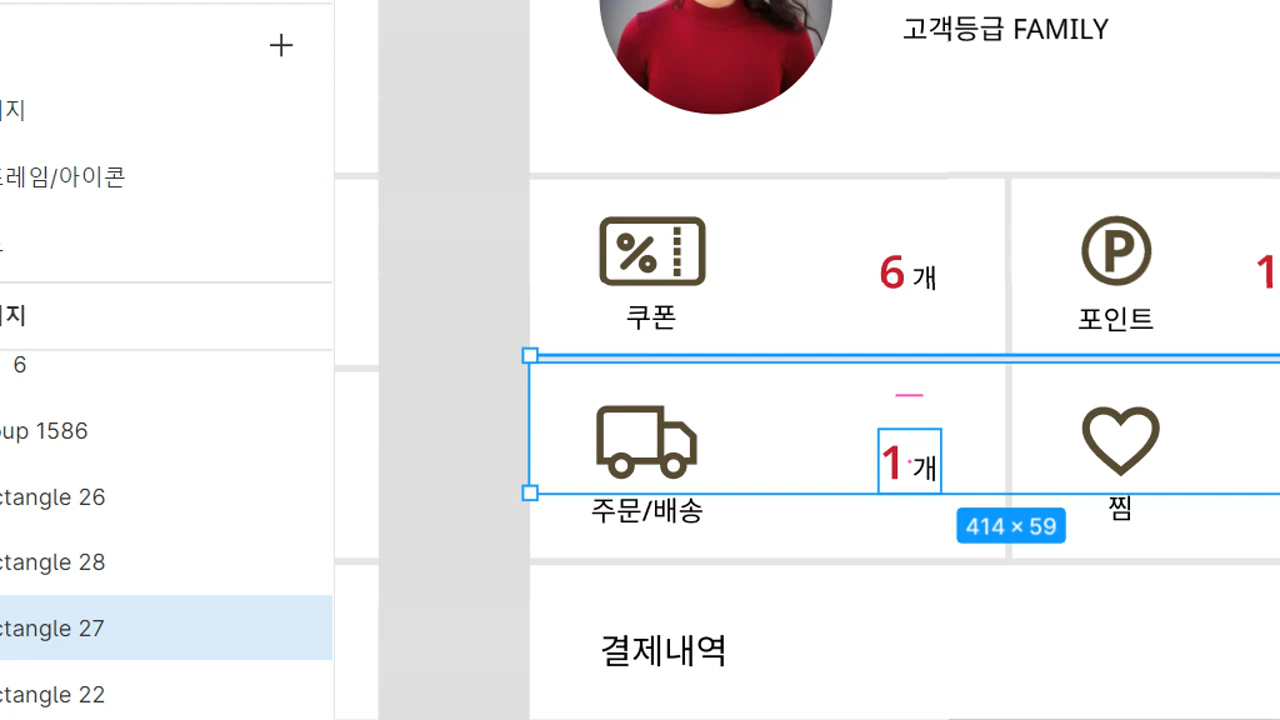 지
레임/아이콘
지
6
oup 1586
ctangle 26
ctangle 28
ctangle 27
ctangle 22
고객등급 FAMILY
6 개
쿠폰
P
포인트
1
1 개
주문/배송
찜
414 × 59
결제내역